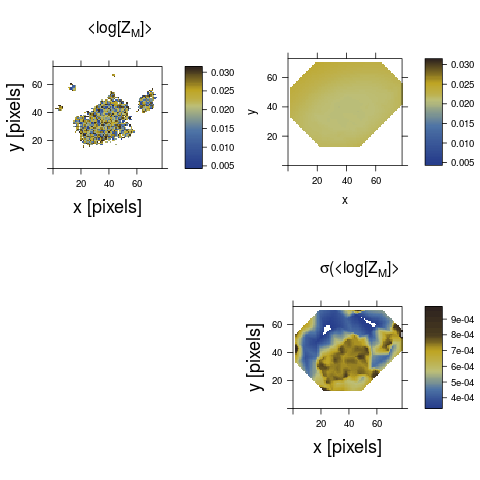 <log[Z_M]>
60
40
20
20 40 60
y [pixels]
x [pixels]
0.030
0.025
0.020
0.015
0.010
0.005
60
40
20
20 40 60
y
x
0.030
0.025
0.020
0.015
0.010
0.005
σ(<log[Z_M]>
60
40
20
20 40 60
y [pixels]
x [pixels]
9e-04
8e-04
7e-04
6e-04
5e-04
4e-04